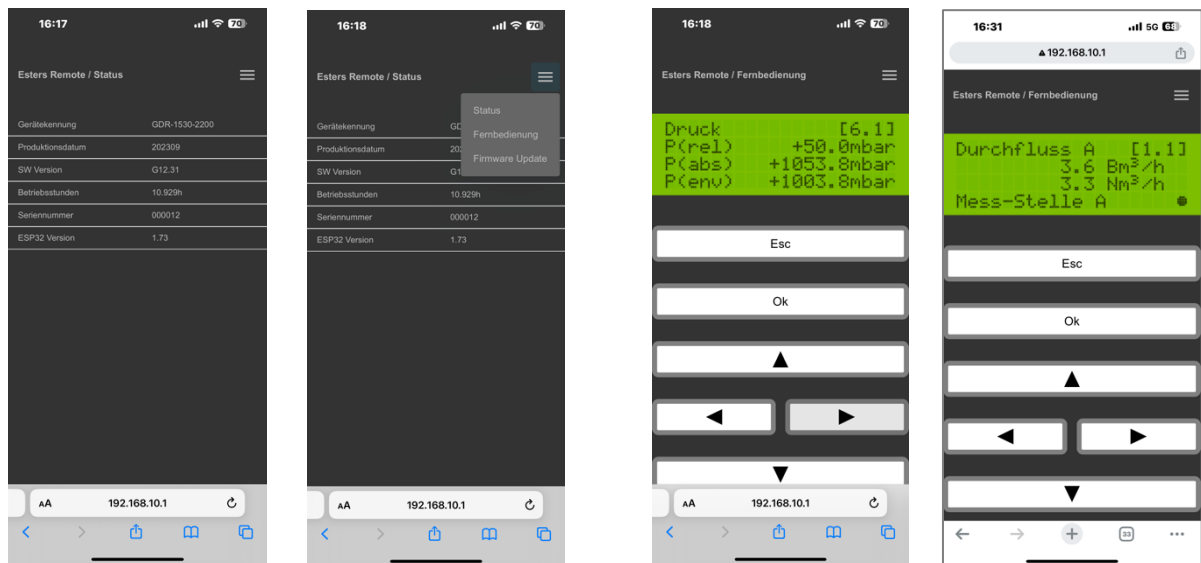 16:17
70
Esters Remote / Status
Gerätekennung GDR-1530-2200
Produktionsdatum 202309
SW Version G12.31
Betriebsstunden 10.929h
Seriennummer 000012
ESP32 Version 1.73
AA 192.168.10.1
16:18
70
Esters Remote / Status
Status
Fernbedienung
Firmware Update
Gerätekennung GD
Produktionsdatum 202
SW Version G1
Betriebsstunden 10.929h
Seriennummer 000012
ESP32 Version 1.73
AA 192.168.10.1
16:18
70
Esters Remote / Fernbedienung
Druck [6.1]
P(rel) +50.0mbar
P(abs) +1053.8mbar
P(env) +1003.8mbar
Esc
Ok
AA 192.168.10.1
16:31
5G 68
192.168.10.1
Esters Remote / Fernbedienung
Durchfluss A [1.1]
3.6 Bm³/h
3.3 Nm³/h
Mess-Stelle A
Esc
Ok
33